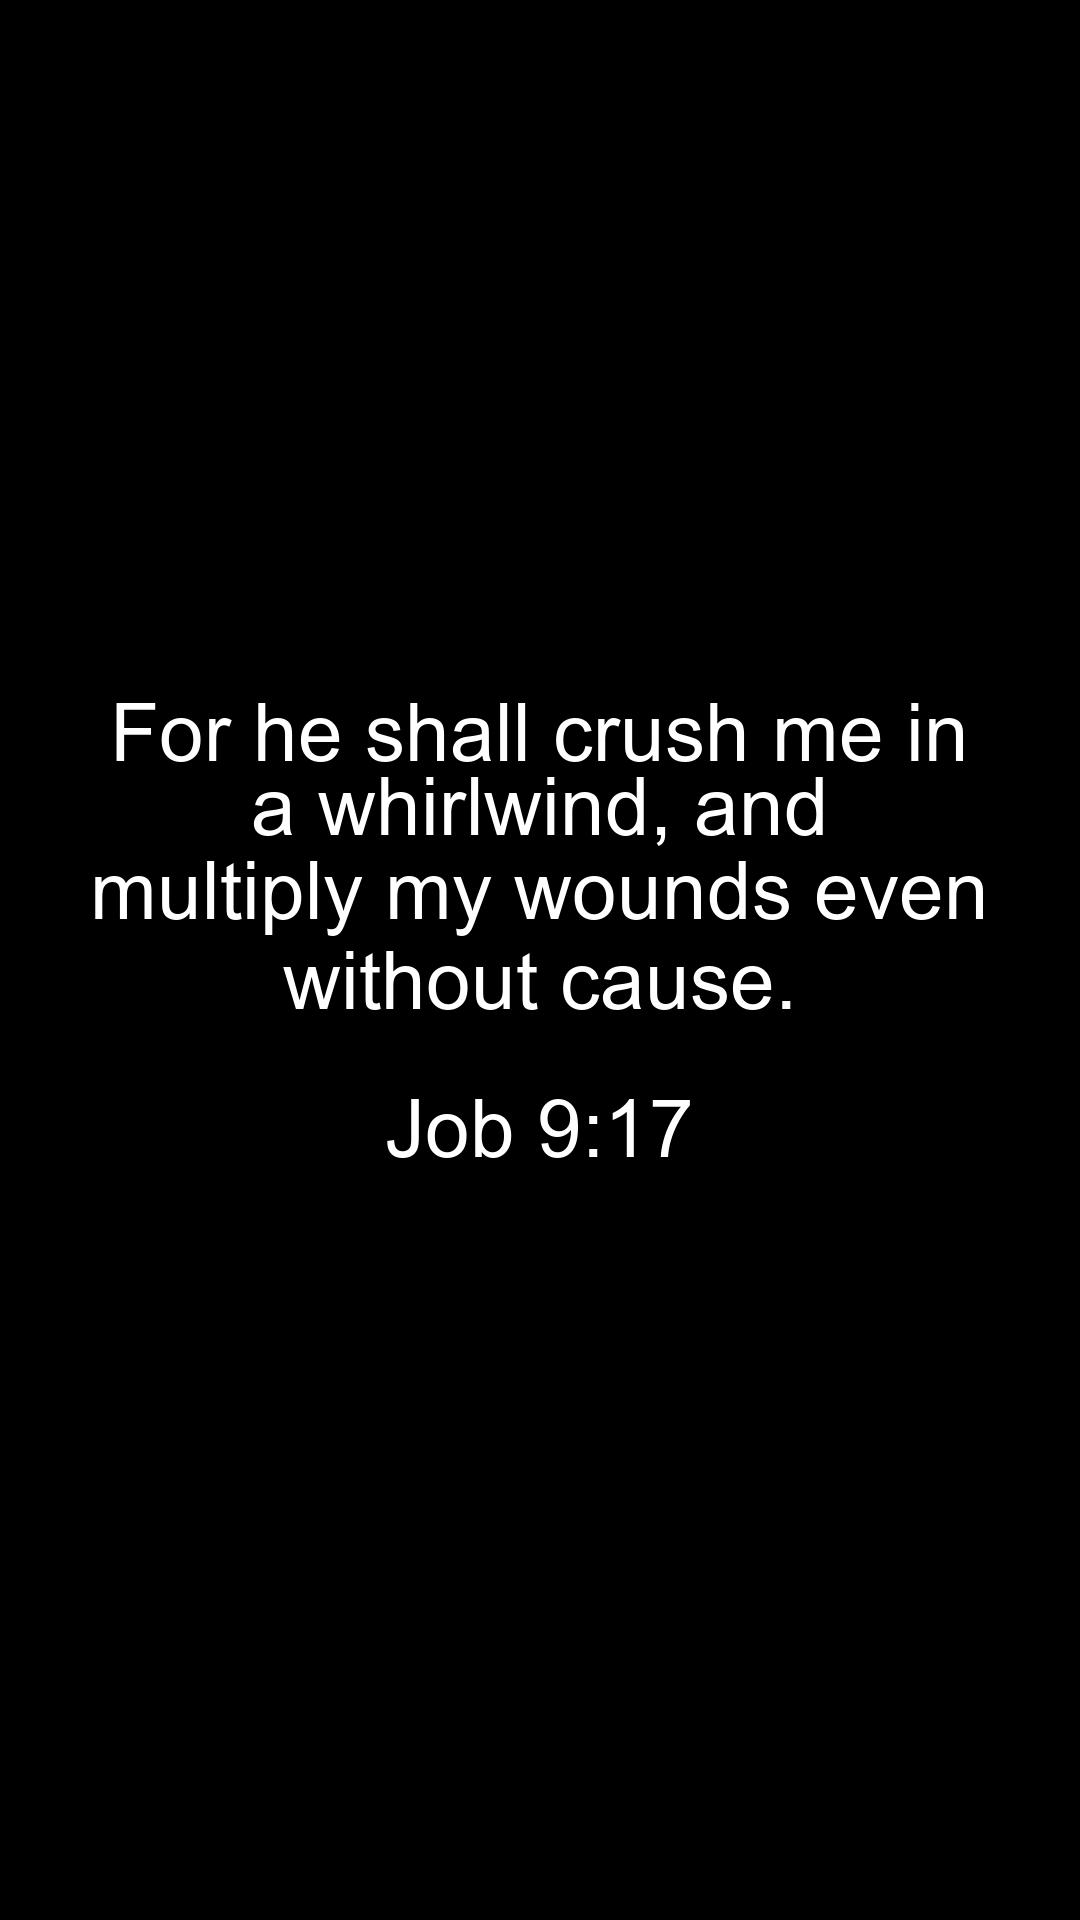 For he shall crush me in
a whirlwind, and
multiply my wounds even
without cause.
Job 9:17